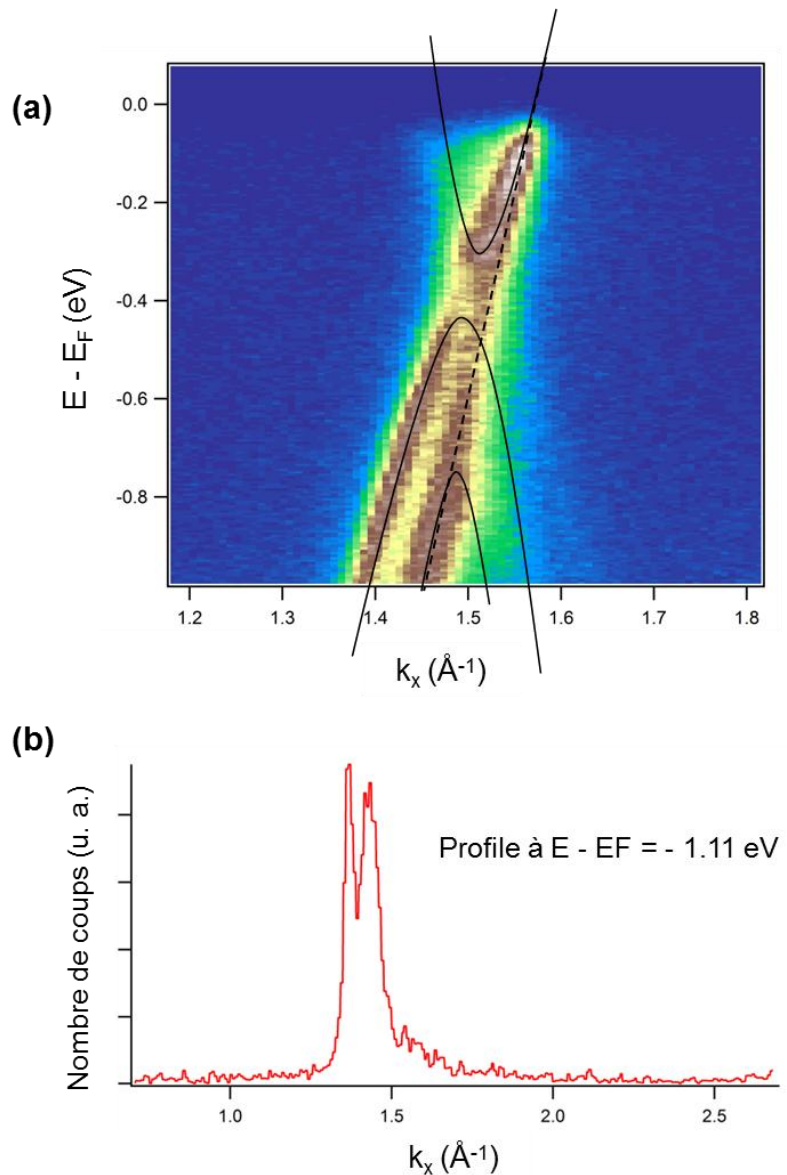 (a)
0.0
-0.2
-0.4
-0.6
-0.8
E - E_F (eV)
1.2 1.3 1.4 1.5 1.6 1.7 1.8
k_x (Å⁻¹)
(b)
Profile à E - EF = - 1.11 eV
Nombre de coups (u. a.)
1.0 1.5 2.0 2.5
k_x (Å⁻¹)